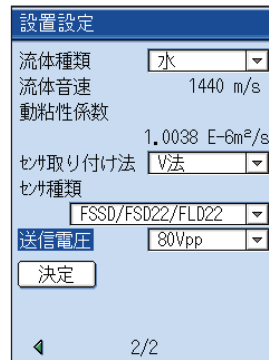 設置設定
流体種類 水
流体音速 1440 m/s
動粘性係数
1.0038 E-6m²/s
ｾﾝｻ取り付け法 V法
ｾﾝｻ種類
FSSD/FSD22/FLD22
送信電圧 80Vpp
決定
2/2